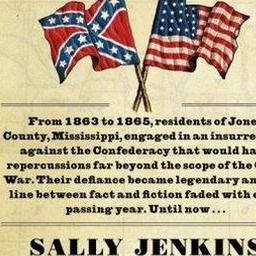 From 1863 to 1865, residents of Jone
County, Mississippi, engaged in an insurre
against the Confederacy that would ha
repercussions far beyond the scope of the
War. Their defiance became legendary an
line between fact and fiction faded with e
passing year. Until now...
SALLY JENKINS